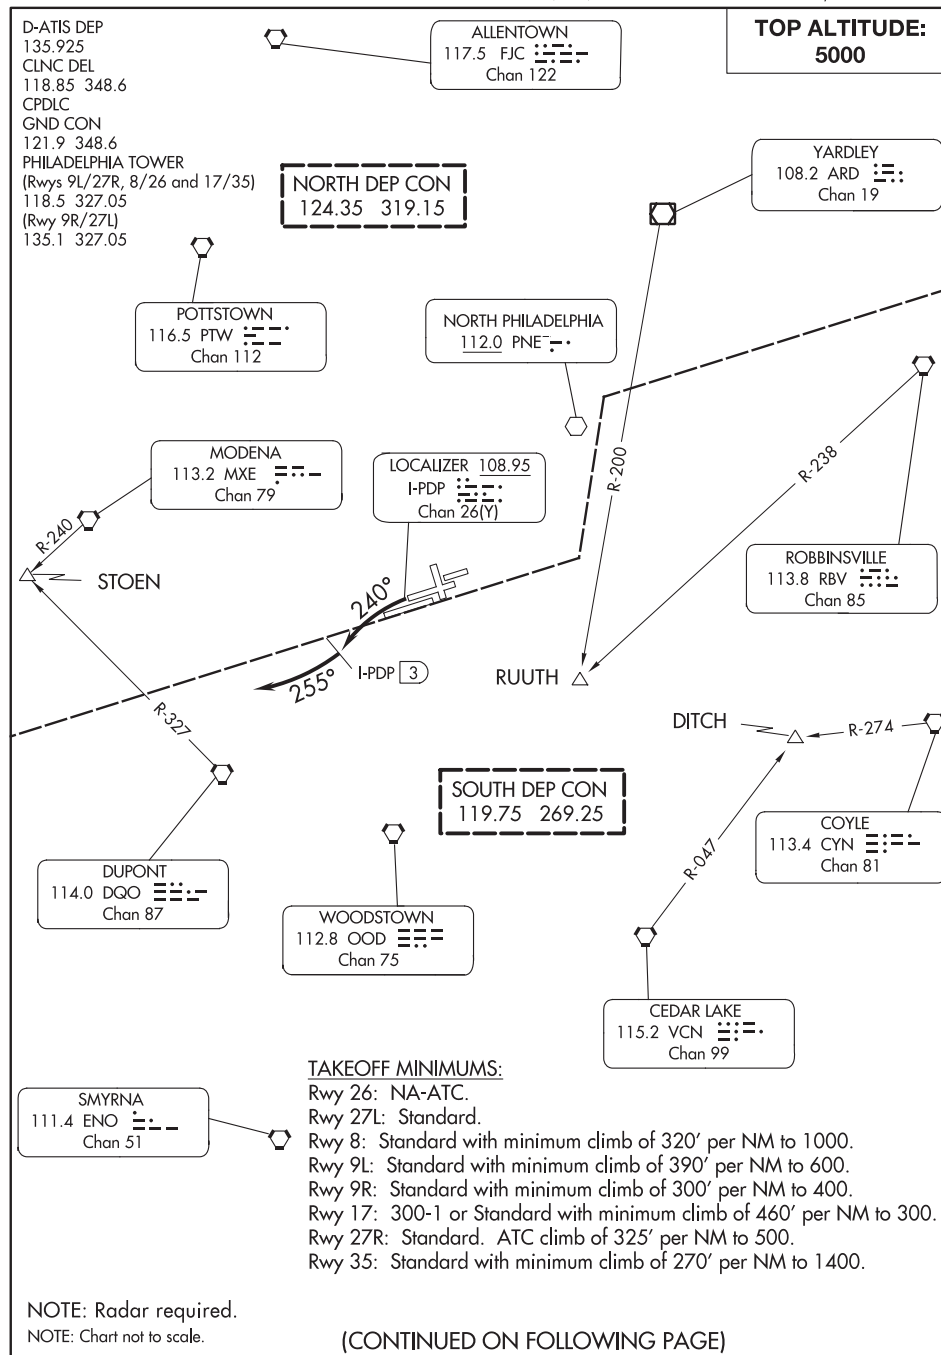 D-ATIS DEP
135.925
CLNC DEL
118.85 348.6
CPDLC
GND CON
121.9 348.6
PHILADELPHIA TOWER
(Rwys 9L/27R, 8/26 and 17/35)
118.5 327.05
(Rwy 9R/27L)
135.1 327.05
ALLENTOWN
117.5 FJC
Chan 122
TOP ALTITUDE:
5000
NORTH DEP CON
124.35 319.15
YARDLEY
108.2 ARD
Chan 19
POTTSTOWN
116.5 PTW
Chan 112
NORTH PHILADELPHIA
112.0 PNE
MODENA
113.2 MXE
Chan 79
LOCALIZER 108.95
I-PDP
Chan 26(Y)
R-200
R-238
R-240
STOEN
ROBBINSVILLE
113.8 RBV
Chan 85
240°
255°
I-PDP 3
RUUTH
R-327
DITCH
R-274
SOUTH DEP CON
119.75 269.25
COYLE
113.4 CYN
Chan 81
R-047
DUPONT
114.0 DQO
Chan 87
WOODSTOWN
112.8 OOD
Chan 75
CEDAR LAKE
115.2 VCN
Chan 99
SMYRNA
111.4 ENO
Chan 51
TAKEOFF MINIMUMS:
Rwy 26: NA-ATC.
Rwy 27L: Standard.
Rwy 8: Standard with minimum climb of 320' per NM to 1000.
Rwy 9L: Standard with minimum climb of 390' per NM to 600.
Rwy 9R: Standard with minimum climb of 300' per NM to 400.
Rwy 17: 300-1 or Standard with minimum climb of 460' per NM to 300.
Rwy 27R: Standard. ATC climb of 325' per NM to 500.
Rwy 35: Standard with minimum climb of 270' per NM to 1400.
NOTE: Radar required.
NOTE: Chart not to scale.
(CONTINUED ON FOLLOWING PAGE)